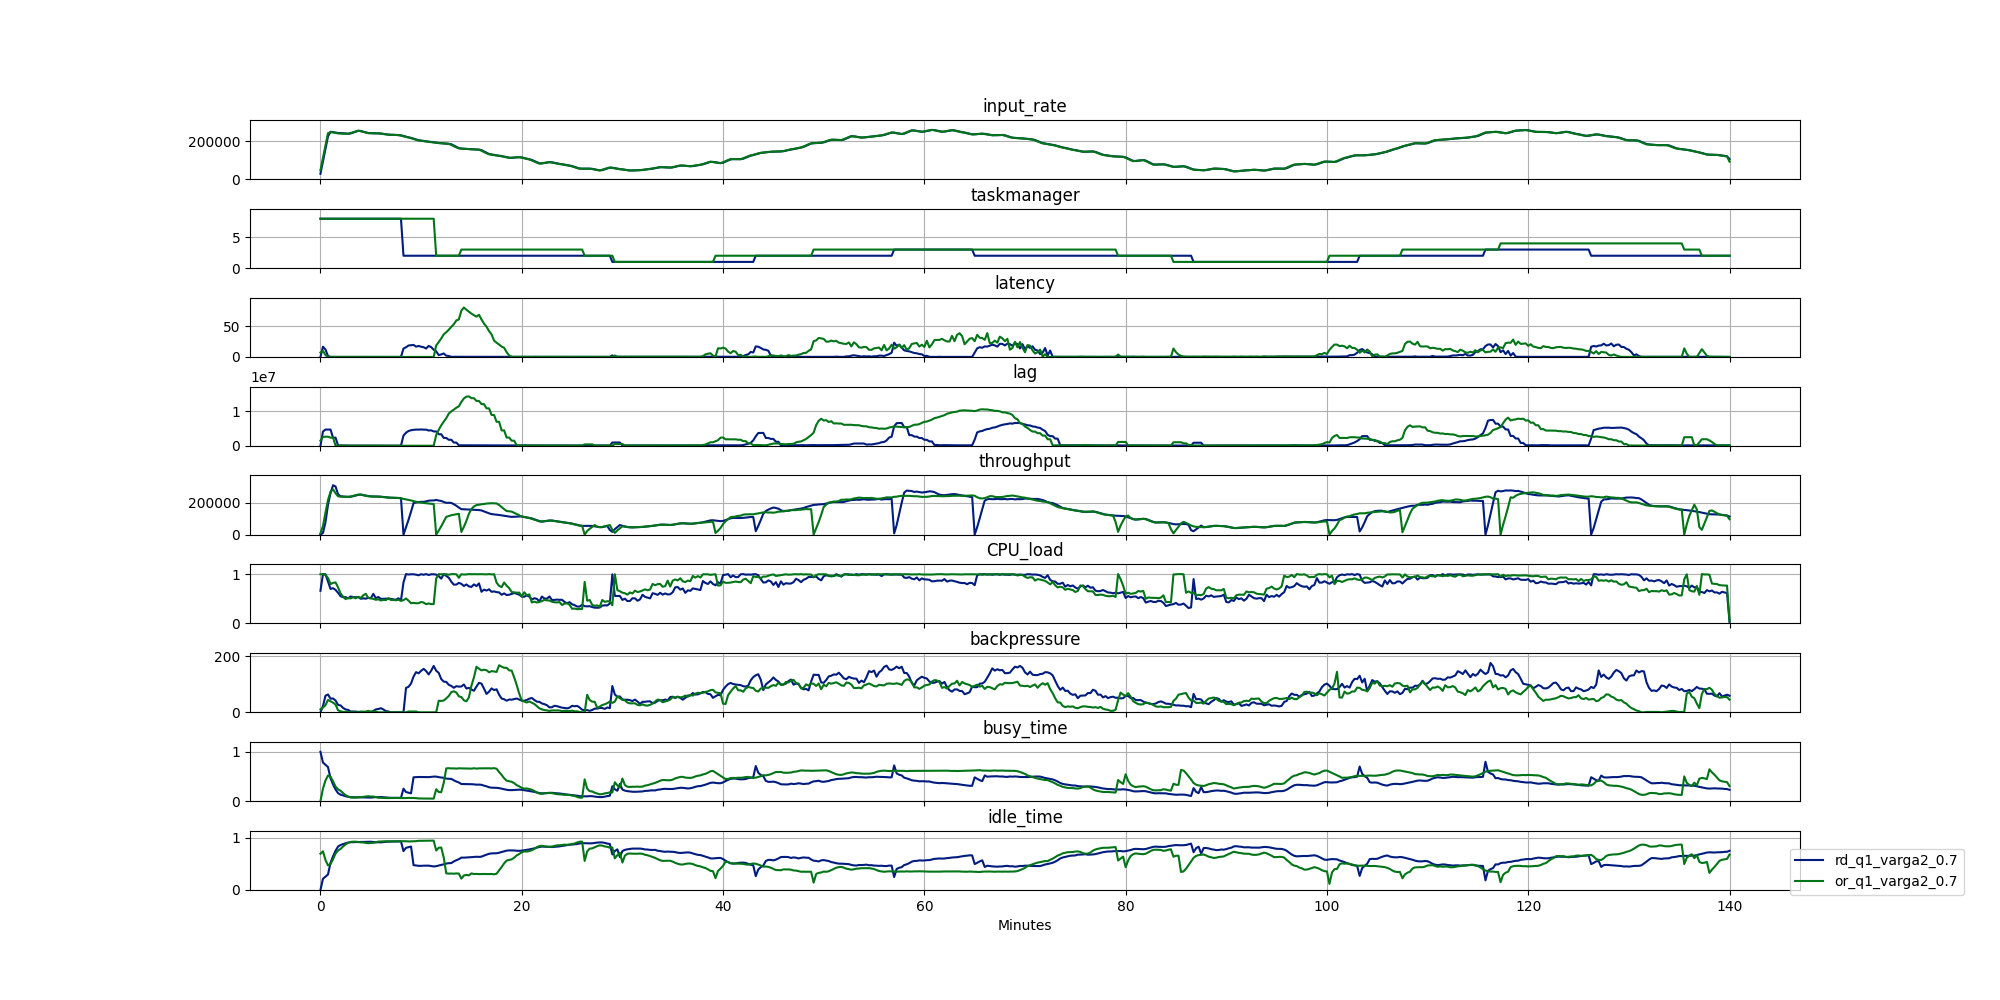 input_rate
200000
0
taskmanager
5
0
latency
50
0
1e7
lag
1
0
throughput
200000
0
CPU_load
1
0
backpressure
200
0
busy_time
1
0
idle_time
1
0
0 20 40 60 80 100 120 140
Minutes
rd_q1_varga2_0.7
or_q1_varga2_0.7